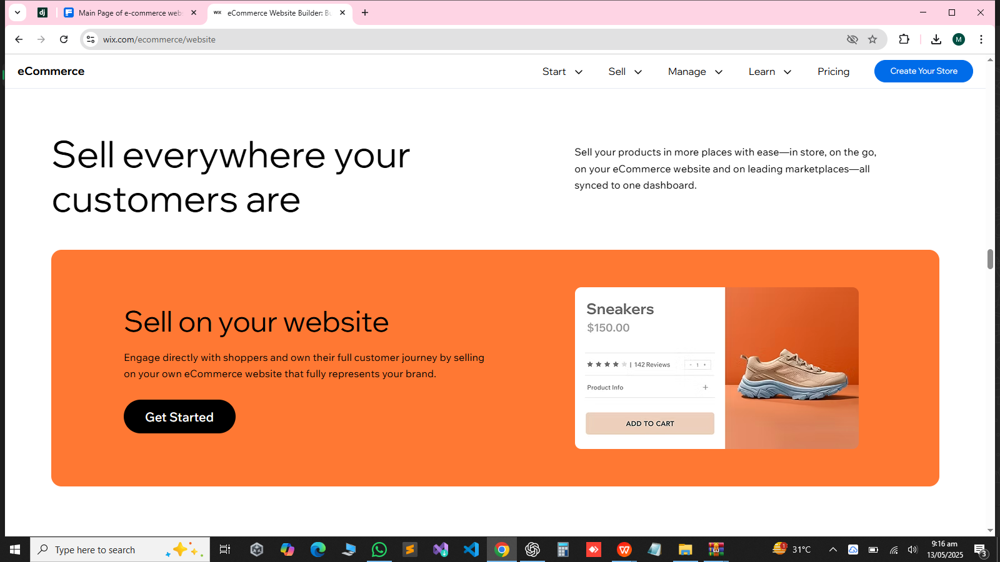 dj
Main Page of e-commerce web
WIX
eCommerce Website Builder: Bu
wix.com/ecommerce/website
M
eCommerce
Start
Sell
Manage
Learn
Pricing
Create Your Store
Sell everywhere your
customers are
Sell your products in more places with ease—in store, on the go,
on your eCommerce website and on leading marketplaces—all
synced to one dashboard.
Sell on your website
Engage directly with shoppers and own their full customer journey by selling
on your own eCommerce website that fully represents your brand.
Get Started
Sneakers
$150.00
| 142 Reviews
- 1 +
Product Info +
ADD TO CART
Type here to search
1
31°C
9:16 am
13/05/2025
3